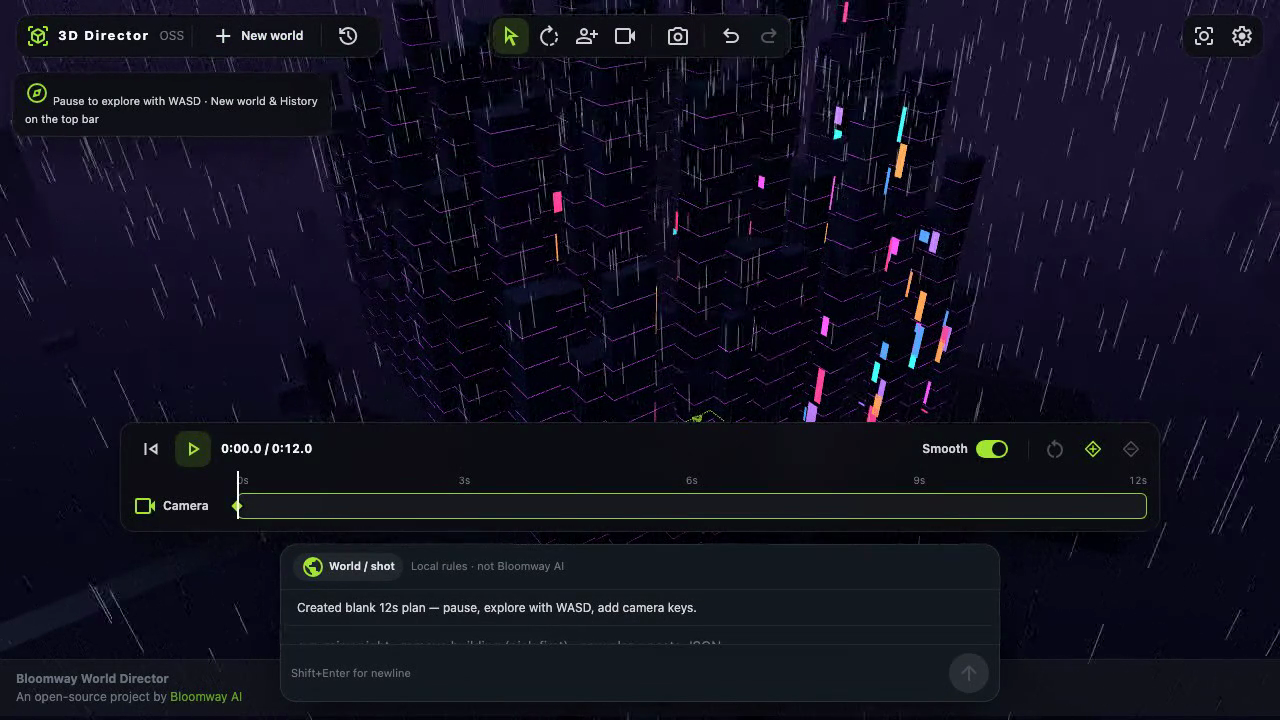 3D Director OSS
New world
Pause to explore with WASD · New world & History
on the top bar
0:00.0 / 0:12.0
Smooth
0s 3s 6s 9s 12s
Camera
World / shot
Local rules · not Bloomway AI
Created blank 12s plan — pause, explore with WASD, add camera keys.
Shift+Enter for newline
Bloomway World Director
An open-source project by Bloomway AI